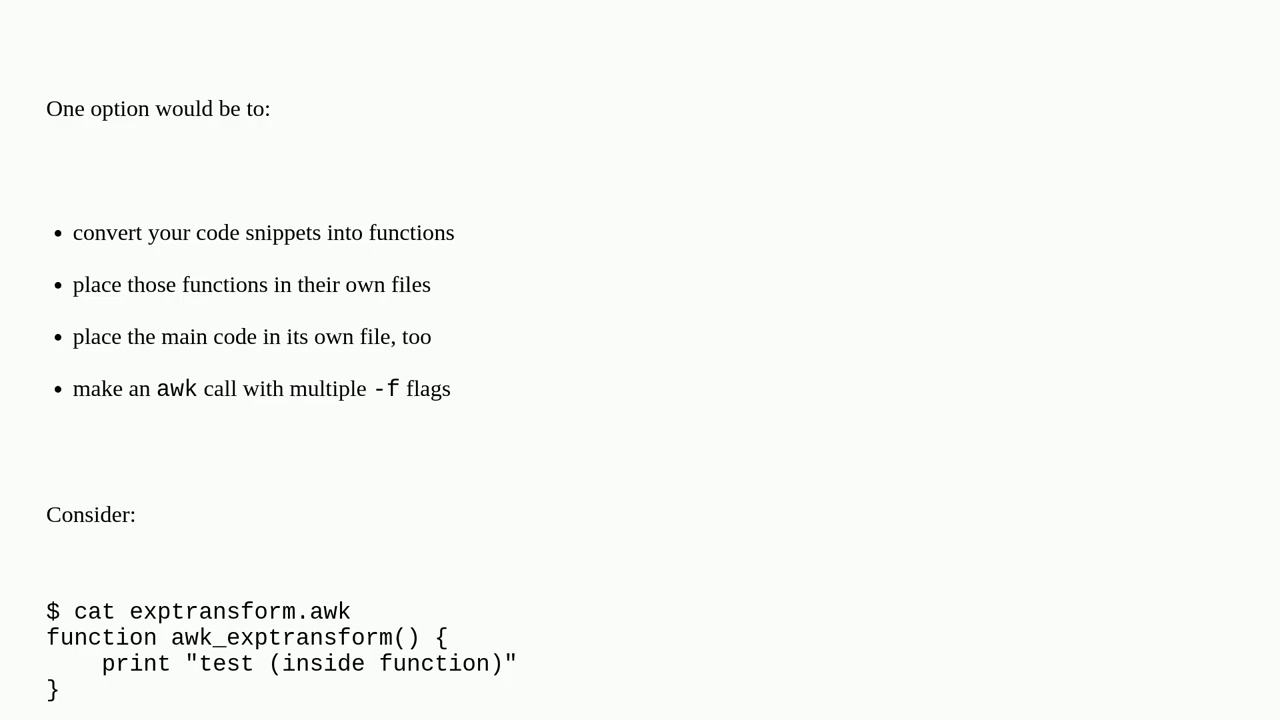 One option would be to:
• convert your code snippets into functions
• place those functions in their own files
• place the main code in its own file, too
• make an awk call with multiple -f flags
Consider:
$ cat exptransform.awk
function awk_exptransform() {
    print "test (inside function)"
}